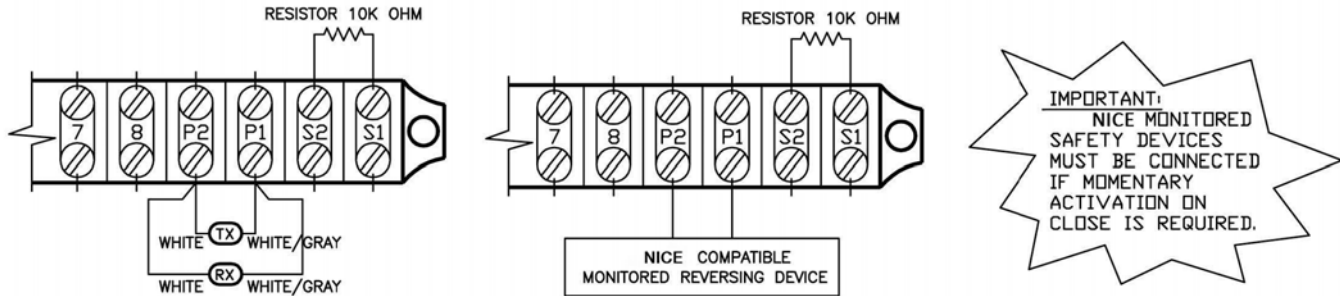 RESISTOR 10K OHM
7 8 P2 P1 S2 S1
WHITE TX WHITE/GRAY
WHITE RX WHITE/GRAY
RESISTOR 10K OHM
7 8 P2 P1 S2 S1
NICE COMPATIBLE
MONITORED REVERSING DEVICE
IMPORTANT:
NICE MONITORED
SAFETY DEVICES
MUST BE CONNECTED
IF MOMENTARY
ACTIVATION ON
CLOSE IS REQUIRED.